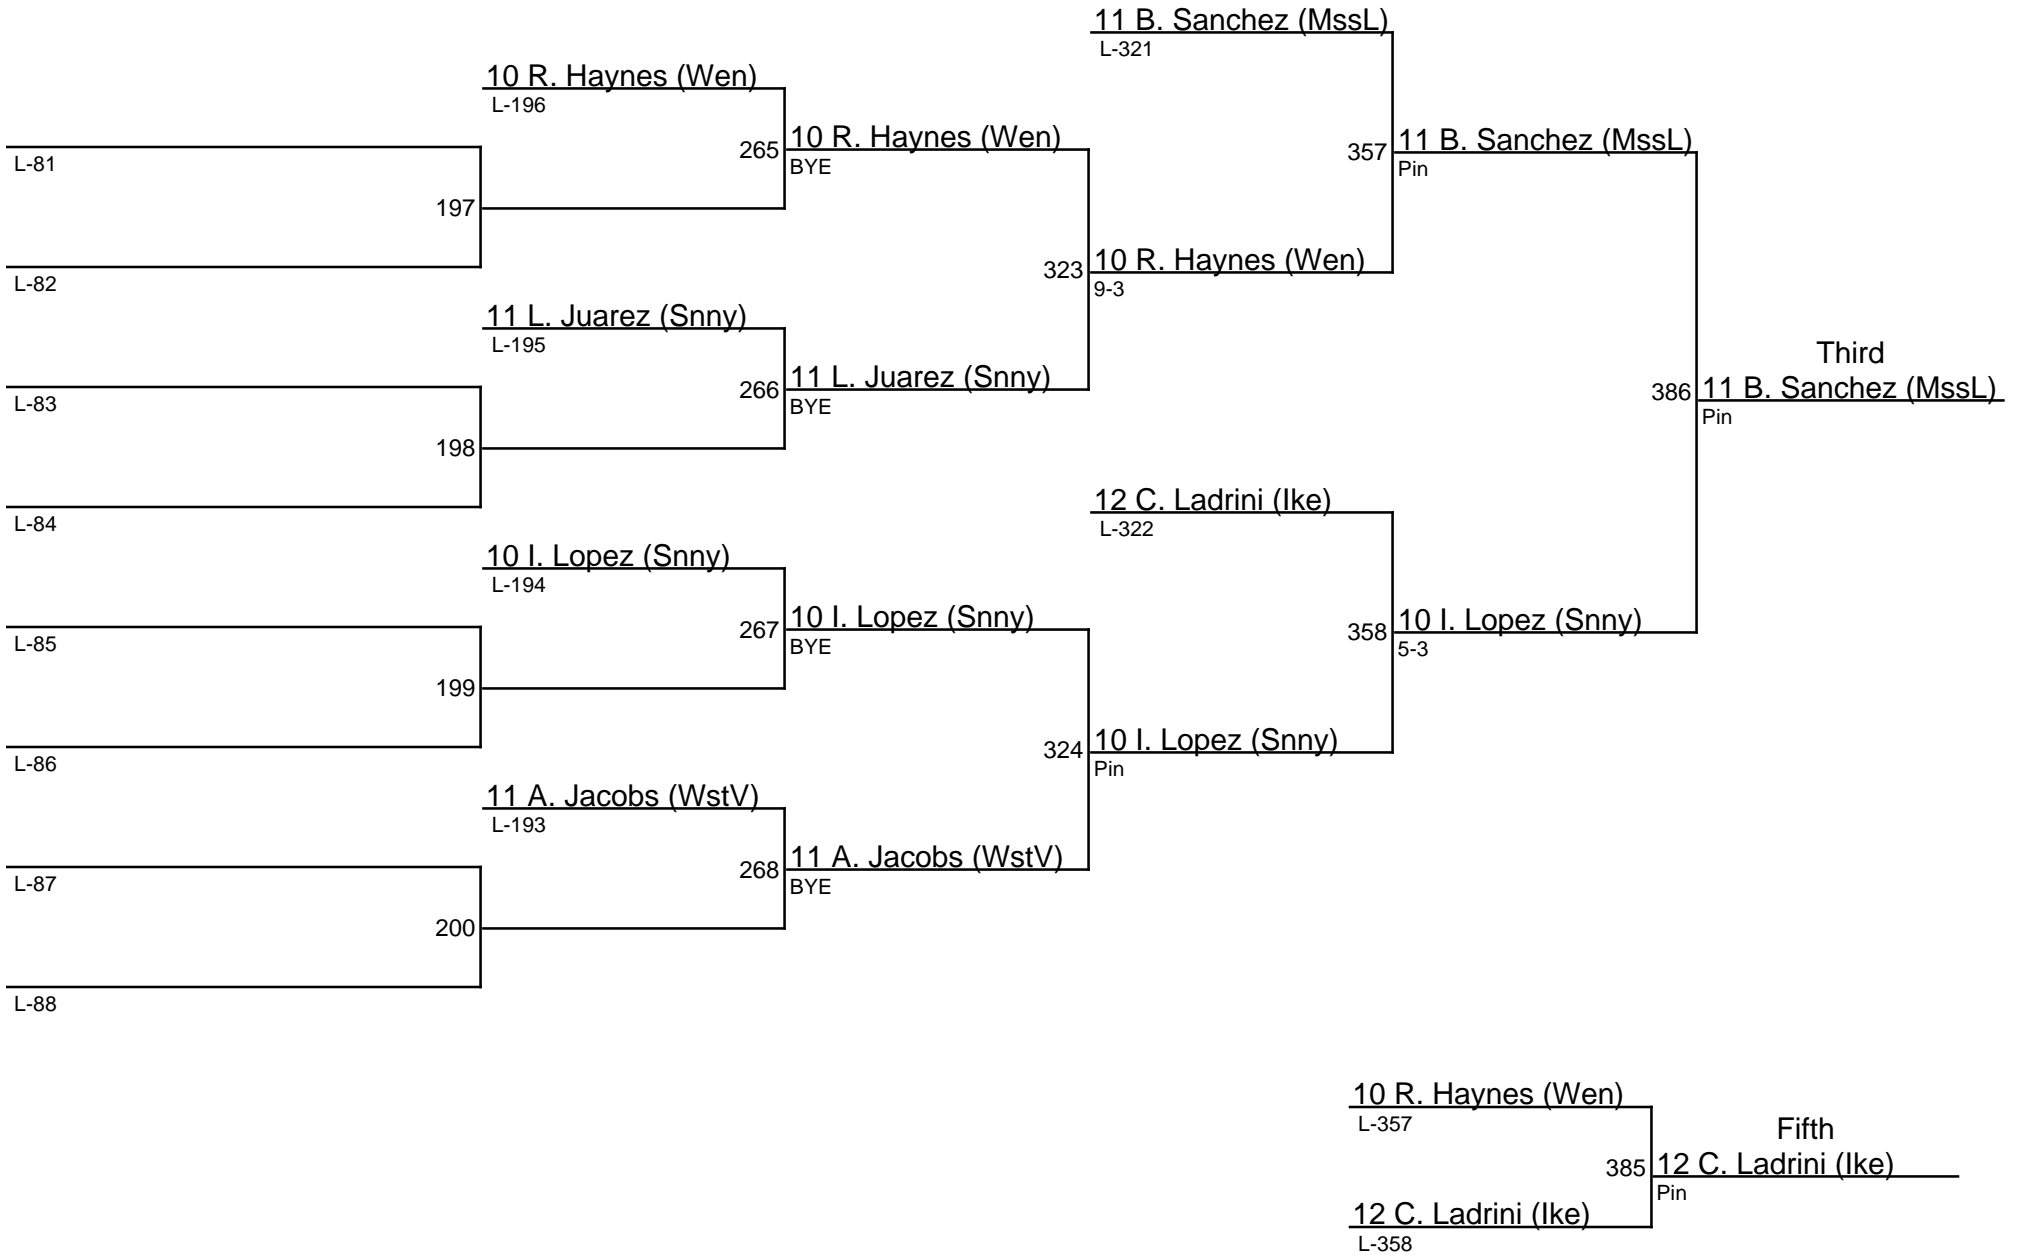 11 B. Sanchez (MssL)
L-321
10 R. Haynes (Wen)
L-196
265 10 R. Haynes (Wen)
BYE
357 11 B. Sanchez (MssL)
Pin
L-81
197
L-82
323 10 R. Haynes (Wen)
9-3
11 L. Juarez (Snny)
L-195
Third
266 11 L. Juarez (Snny)
BYE
386 11 B. Sanchez (MssL)
Pin
L-83
198
L-84
12 C. Ladrini (Ike)
L-322
10 I. Lopez (Snny)
L-194
267 10 I. Lopez (Snny)
BYE
358 10 I. Lopez (Snny)
5-3
L-85
199
L-86
324 10 I. Lopez (Snny)
Pin
11 A. Jacobs (WstV)
L-193
268 11 A. Jacobs (WstV)
BYE
L-87
200
L-88
10 R. Haynes (Wen)
L-357
Fifth
385 12 C. Ladrini (Ike)
Pin
12 C. Ladrini (Ike)
L-358